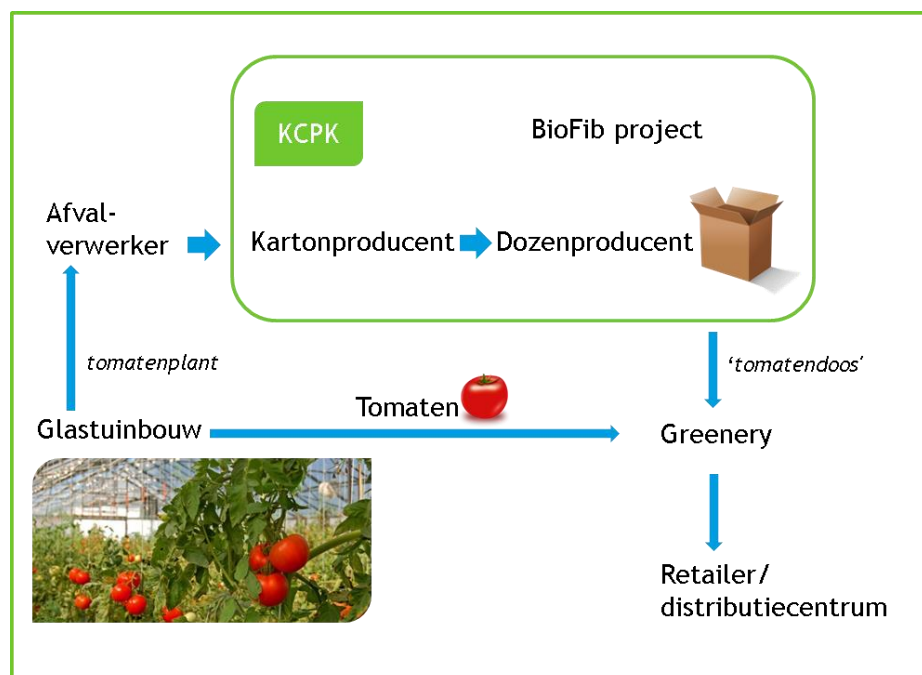 KCPK
BioFib project
Afval-
verwerker
Kartonproducent
Dozenproducent
tomatenplant
‘tomatendoos'
Tomaten
Glastuinbouw
Greenery
Retailer/
distributiecentrum